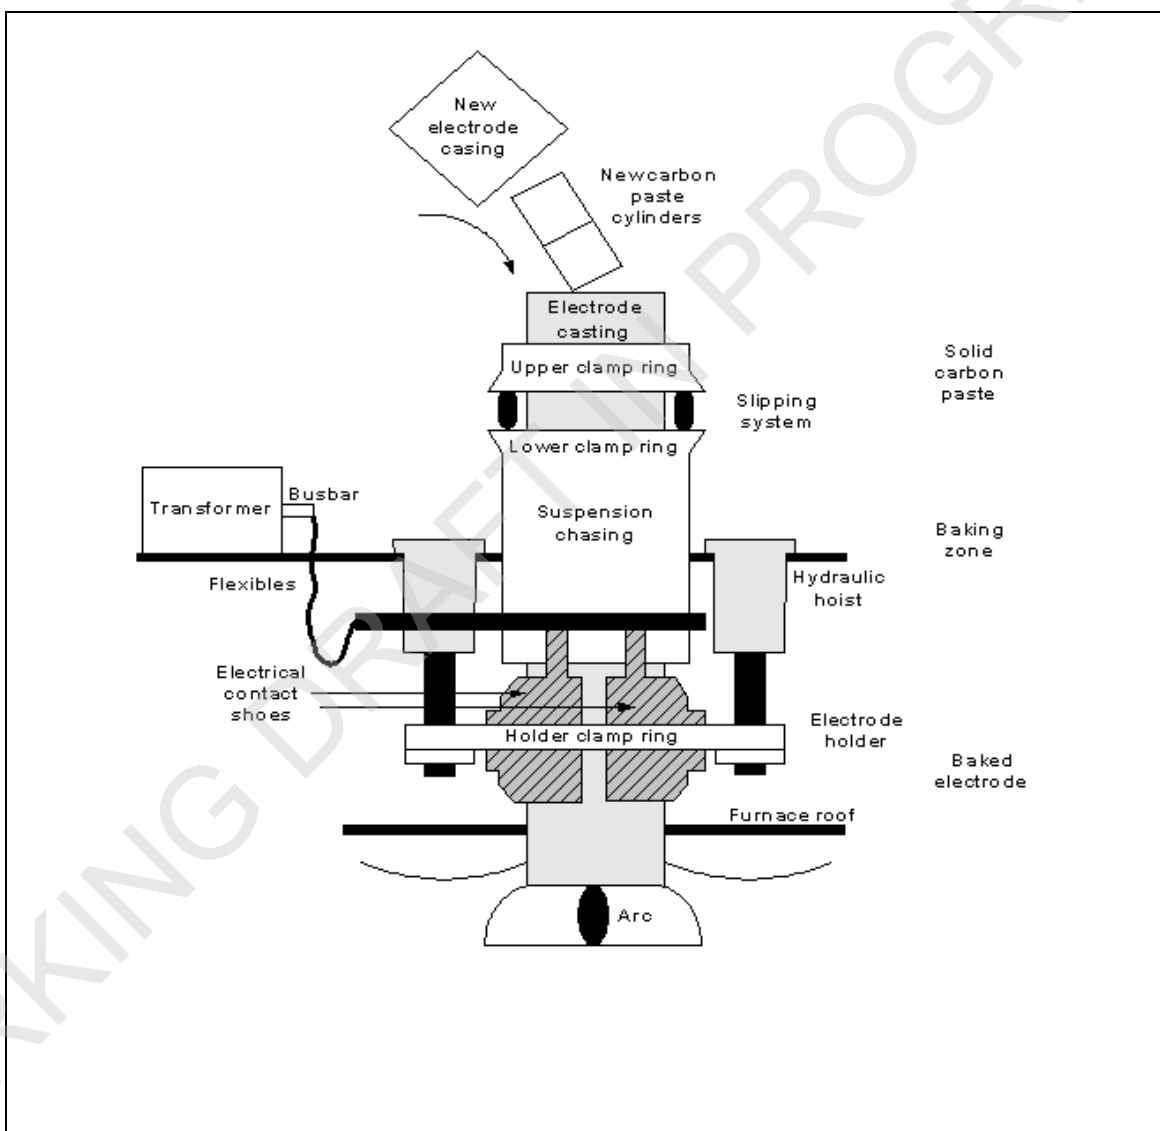 New
electrode
casing
Newcarbon
paste
cylinders
Electrode
casting
Upper clamp ring
Solid
carbon
paste
Slipping
system
Lower clamp ring
Transformer
Busbar
Suspension
chasing
Baking
zone
Flexibles
Hydraulic
hoist
Electrical
contact
shoes
Holder clamp ring
Electrode
holder
Baked
electrode
Furnace roof
Arc
RKING DRAFT IN PROGR